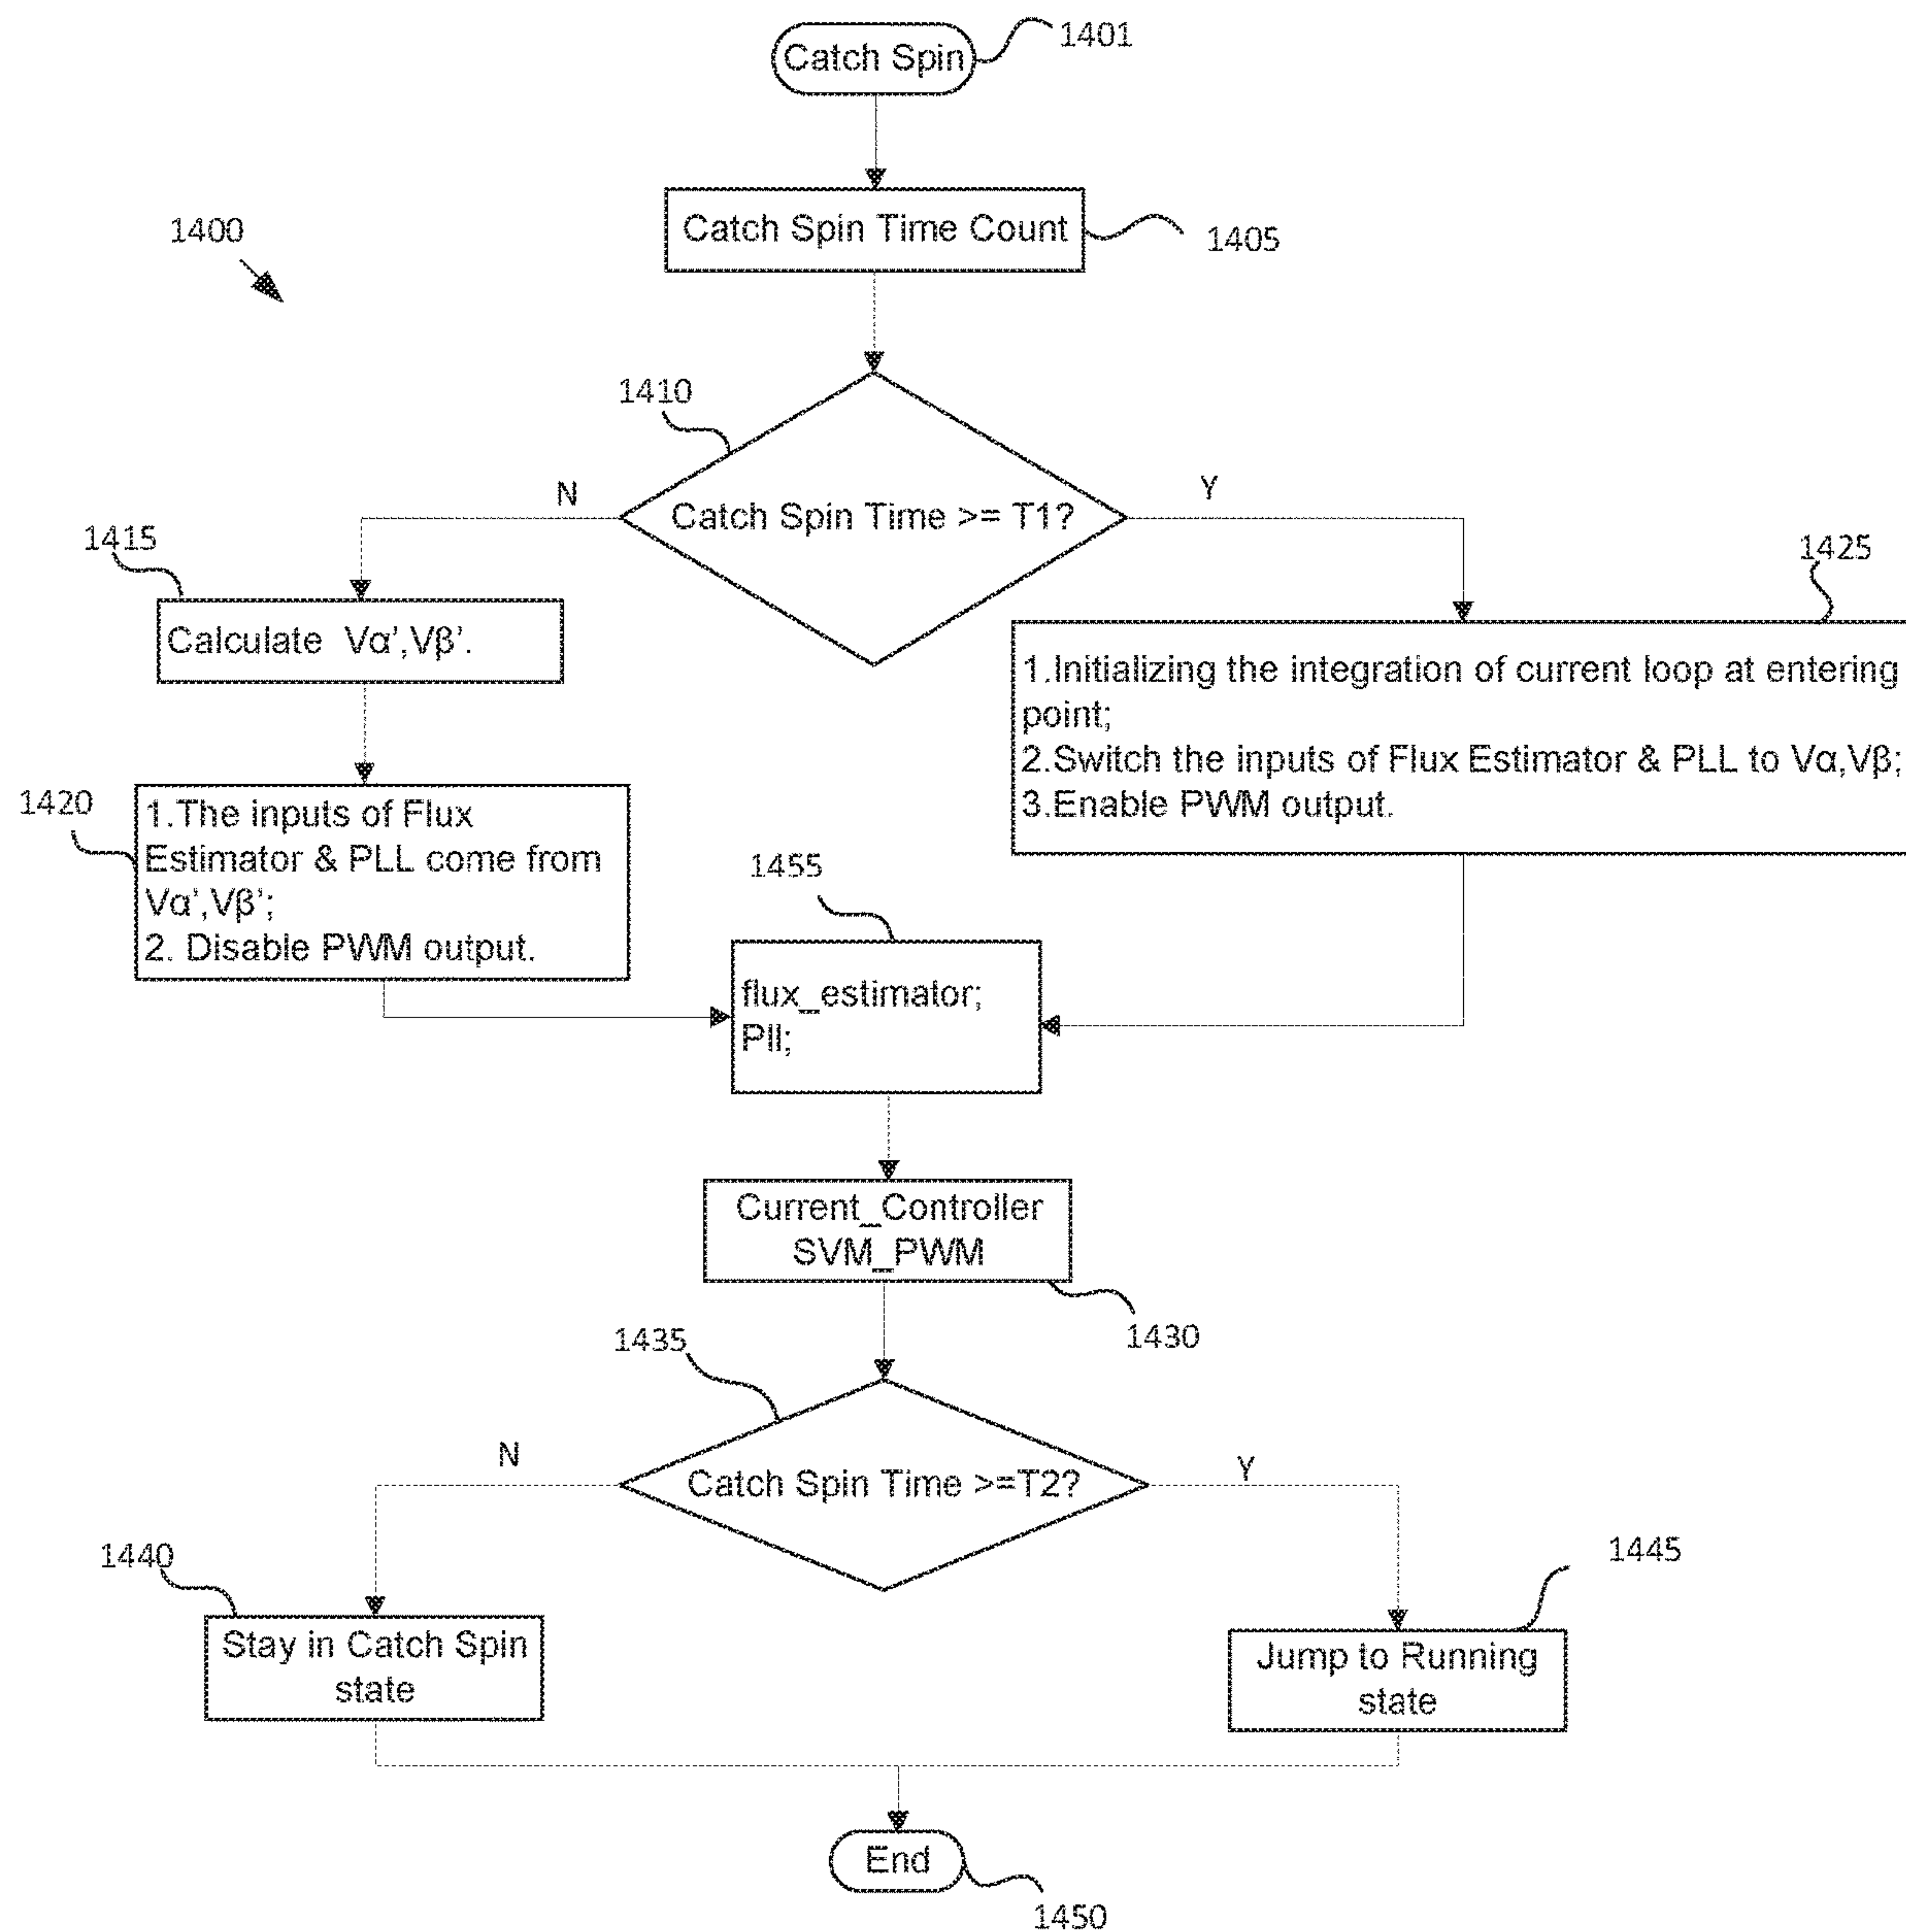 Catch Spin
1401
Catch Spin Time Count
1405
1400
1410
Catch Spin Time >= T1?
N
Y
1415
Calculate Vα’,Vβ’.
1425
1.Initializing the integration of current loop at entering
point;
2.Switch the inputs of Flux Estimator & PLL to Vα,Vβ;
3.Enable PWM output.
1420
1.The inputs of Flux
Estimator & PLL come from
Vα’,Vβ’;
2. Disable PWM output.
1455
flux_estimator;
Pll;
Current_Controller
SVM_PWM
1430
1435
Catch Spin Time >=T2?
N
Y
1440
Stay in Catch Spin
state
1445
Jump to Running
state
End
1450